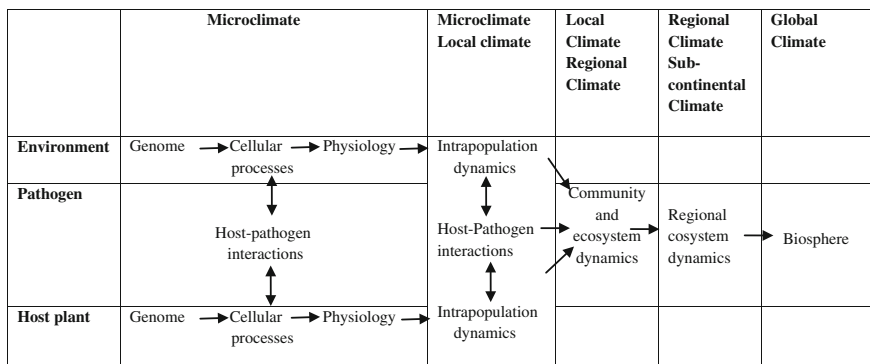 Microclimate
Microclimate
Local climate
Local
Climate
Regional
Climate
Regional
Climate
Sub-
continental
Climate
Global
Climate
Environment
Genome
Cellular
processes
Physiology
Intrapopulation
dynamics
Pathogen
Host-pathogen
interactions
Host-Pathogen
interactions
Community
and
ecosystem
dynamics
Regional
cosystem
dynamics
Biosphere
Host plant
Genome
Cellular
processes
Physiology
Intrapopulation
dynamics